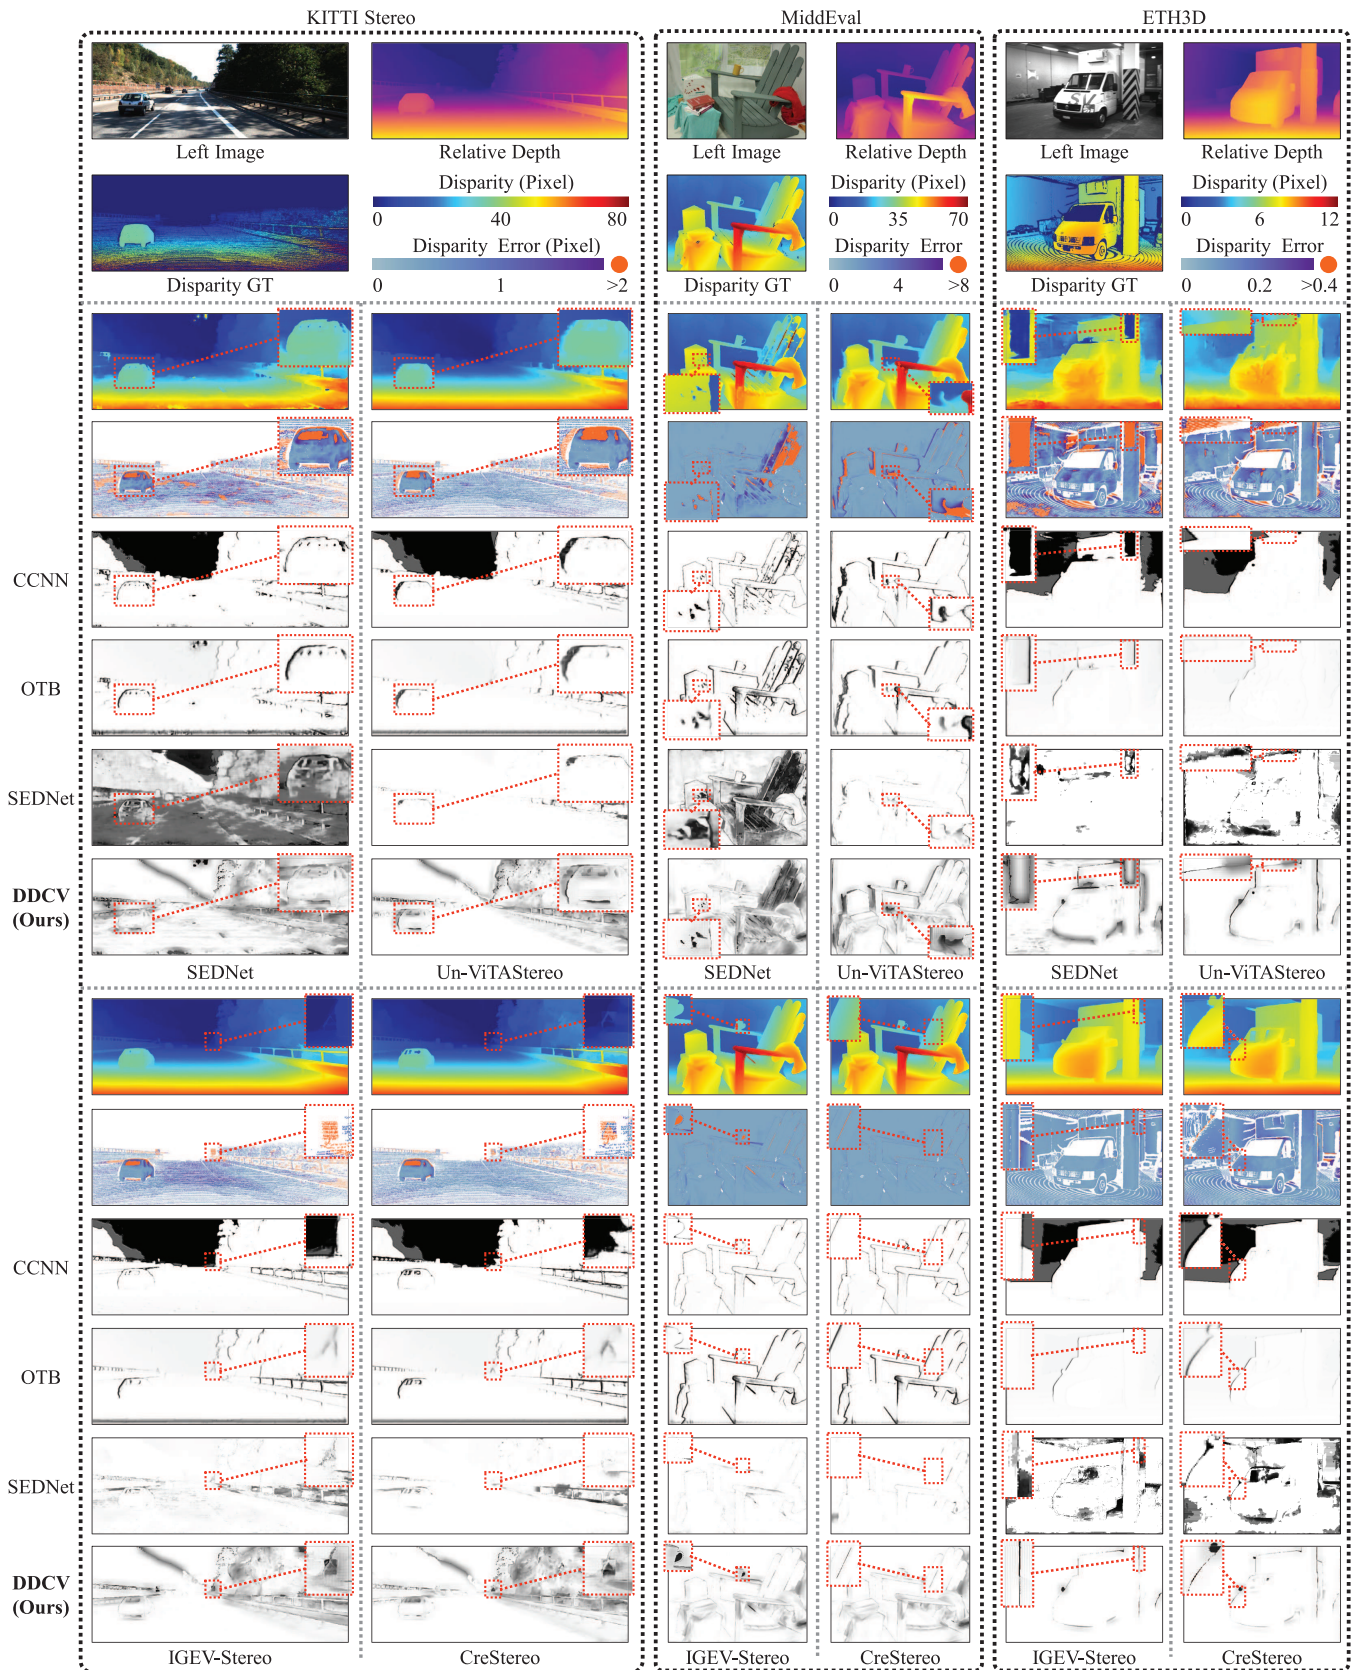 KITTI Stereo
MiddEval
ETH3D
Left Image
Relative Depth
Left Image
Relative Depth
Left Image
Relative Depth
Disparity (Pixel)
0 40 80
Disparity Error (Pixel)
0 1 >2
Disparity GT
Disparity (Pixel)
0 35 70
Disparity Error
0 4 >8
Disparity GT
Disparity (Pixel)
0 6 12
Disparity Error
0 0.2 >0.4
Disparity GT
CCNN
OTB
SEDNet
DDCV
(Ours)
SEDNet
Un-ViTAStereo
SEDNet
Un-ViTAStereo
SEDNet
Un-ViTAStereo
CCNN
OTB
SEDNet
DDCV
(Ours)
IGEV-Stereo
CreStereo
IGEV-Stereo
CreStereo
IGEV-Stereo
CreStereo